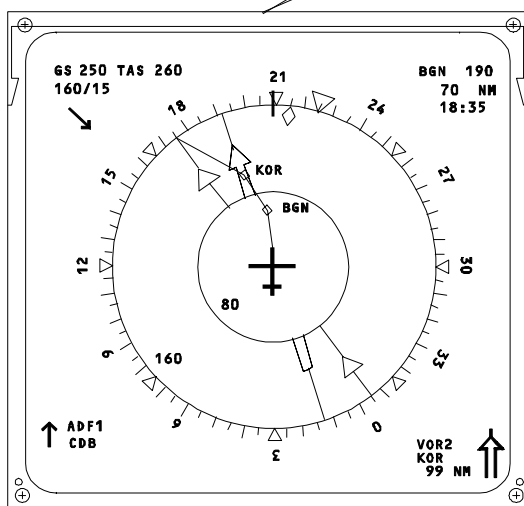 GS 250 TAS 260
160/15
BGN 190
70 NM
18:35
21
24
27
30
33
0
3
6
9
12
15
18
KOR
BGN
80
160
ADF1
CDB
VOR2
KOR
99 NM